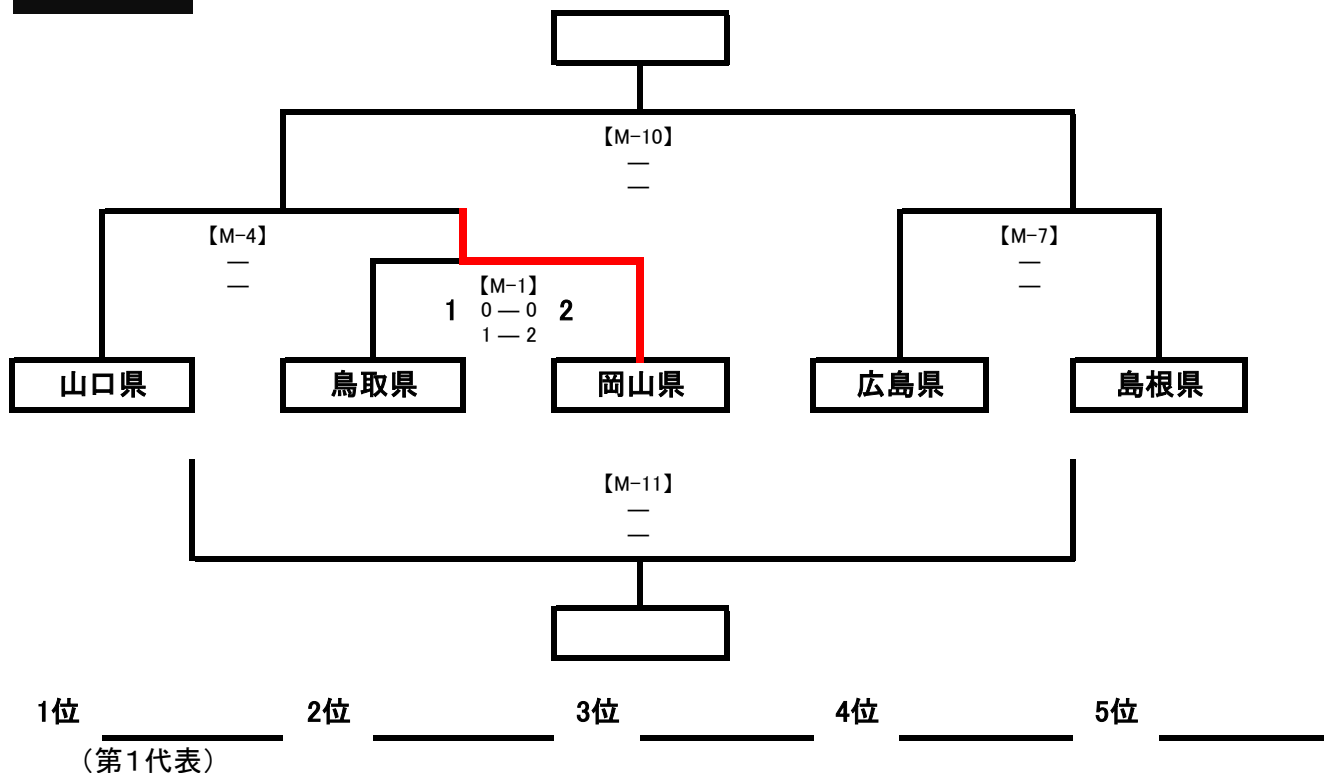 【M-10】
―
―
【M-4】
―
―
【M-7】
―
―
【M-1】
1 0 ― 0 2
1 ― 2
山口県 鳥取県 岡山県 広島県 島根県
【M-11】
―
―
1位 2位 3位 4位 5位
（第１代表）